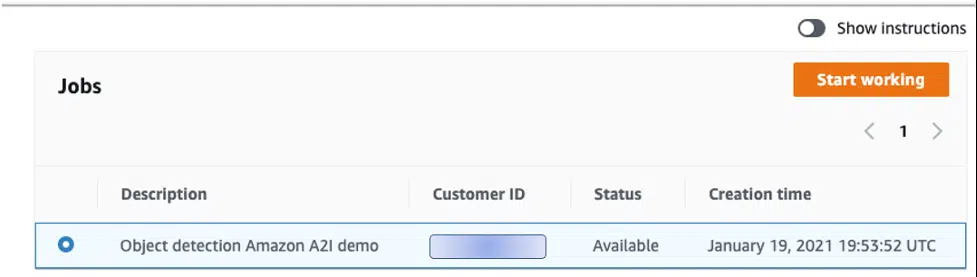 Show instructions
Jobs
Start working
1
Description Customer ID Status Creation time
Object detection Amazon A2I demo Available January 19, 2021 19:53:52 UTC